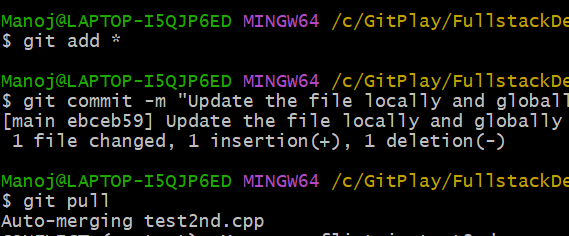 Manoj@LAPTOP-I5QJP6ED MINGW64 /c/GitPlay/FullstackDe
$ git add *
Manoj@LAPTOP-I5QJP6ED MINGW64 /c/GitPlay/FullstackDe
$ git commit -m "Update the file locally and globall
[main ebceb59] Update the file locally and globally
1 file changed, 1 insertion(+), 1 deletion(-)
Manoj@LAPTOP-I5QJP6ED MINGW64 /c/GitPlay/FullstackDe
$ git pull
Auto-merging test2nd.cpp